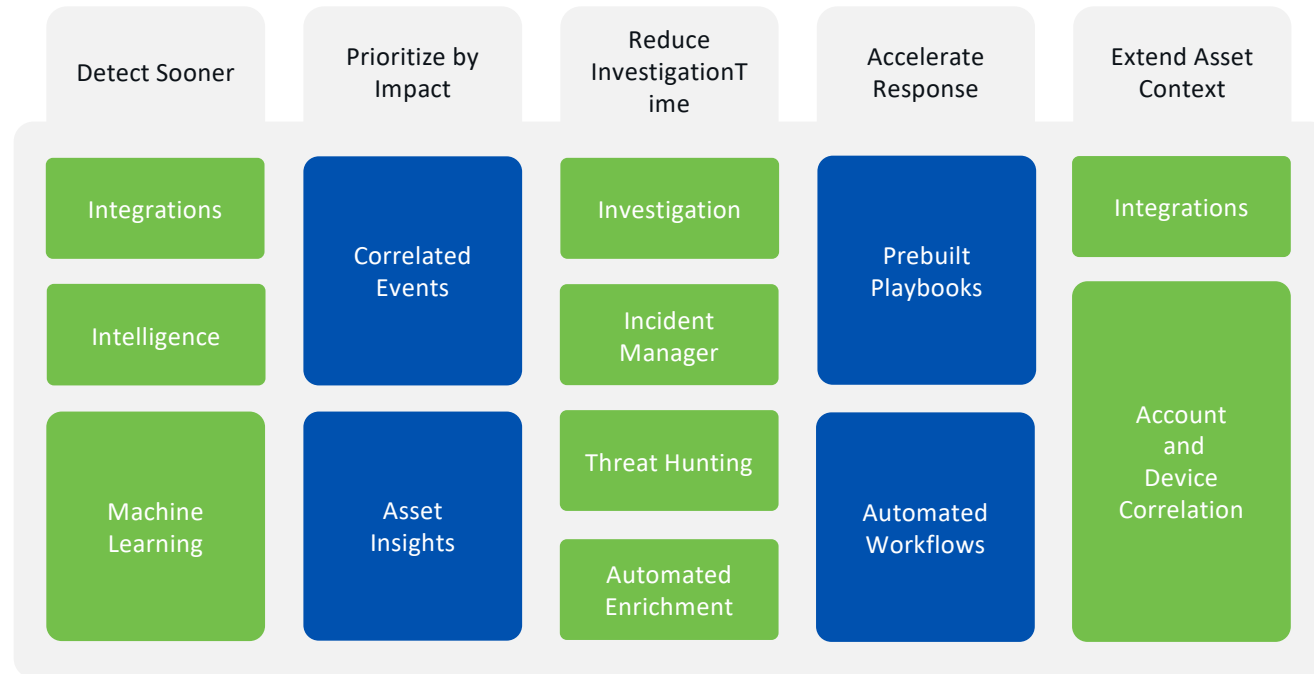 Detect Sooner
Prioritize by
Impact
Reduce
InvestigationT
ime
Accelerate
Response
Extend Asset
Context
Integrations
Intelligence
Machine
Learning
Correlated
Events
Asset
Insights
Investigation
Incident
Manager
Threat Hunting
Automated
Enrichment
Prebuilt
Playbooks
Automated
Workflows
Integrations
Account
and
Device
Correlation